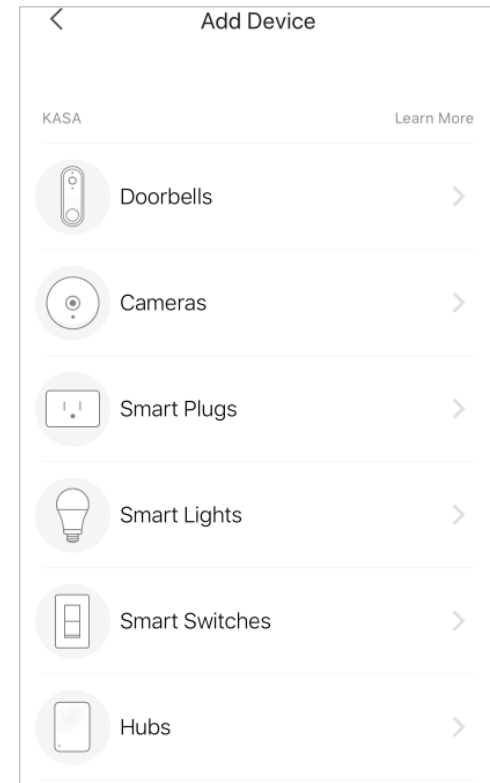 Add Device
KASA Learn More
Doorbells
Cameras
Smart Plugs
Smart Lights
Smart Switches
Hubs